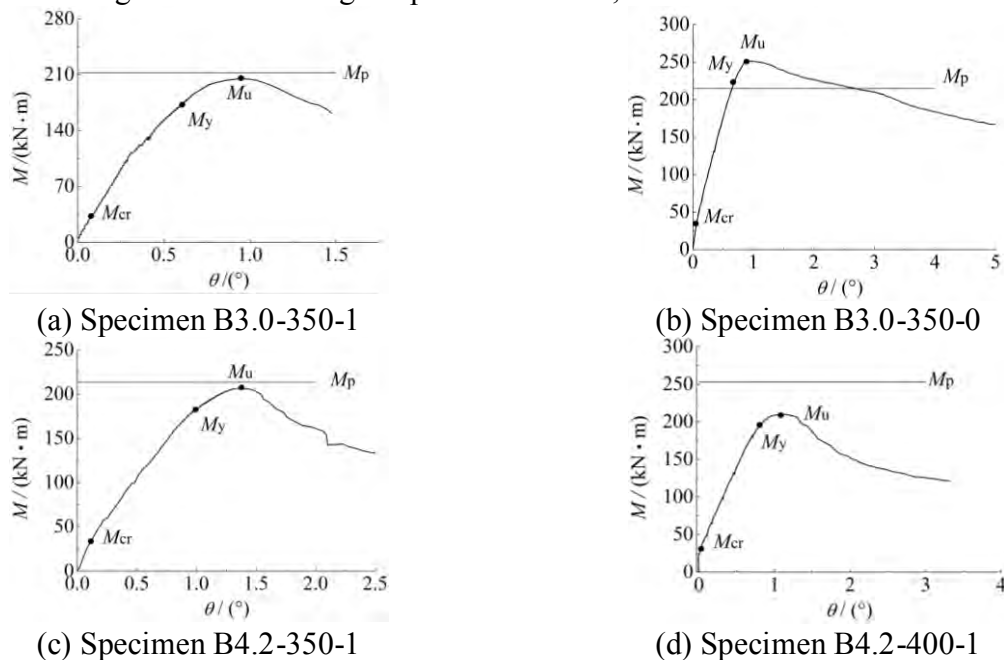 280
210
140
70
0
M /(kN·m)
Mp
Mu
My
Mcr
0.0 0.5 1.0 1.5
θ /(°)
(a) Specimen B3.0-350-1
300
250
200
150
100
50
0
M /(kN·m)
Mu
My
Mp
Mcr
0 1 2 3 4 5
θ / (°)
(b) Specimen B3.0-350-0
250
200
150
100
50
0
M / (kN·m)
Mu
Mp
My
Mcr
0.0 0.5 1.0 1.5 2.0 2.5
θ / (°)
(c) Specimen B4.2-350-1
300
250
200
150
100
50
0
M / (kN·m)
Mp
Mu
My
Mcr
0 1 2 3 4
θ / (°)
(d) Specimen B4.2-400-1